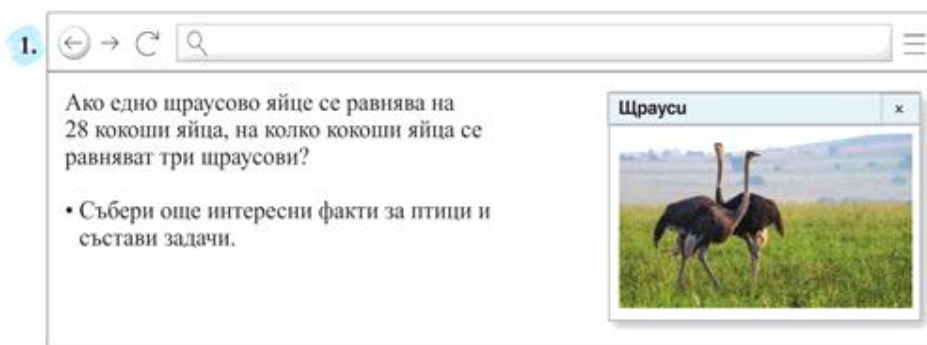 1.
Ако едно щраусово яйце се равнява на
28 кокоши яйца, на колко кокоши яйца се
равняват три щраусови?
• Събери още интересни факти за птици и
състави задачи.
Щрауси x